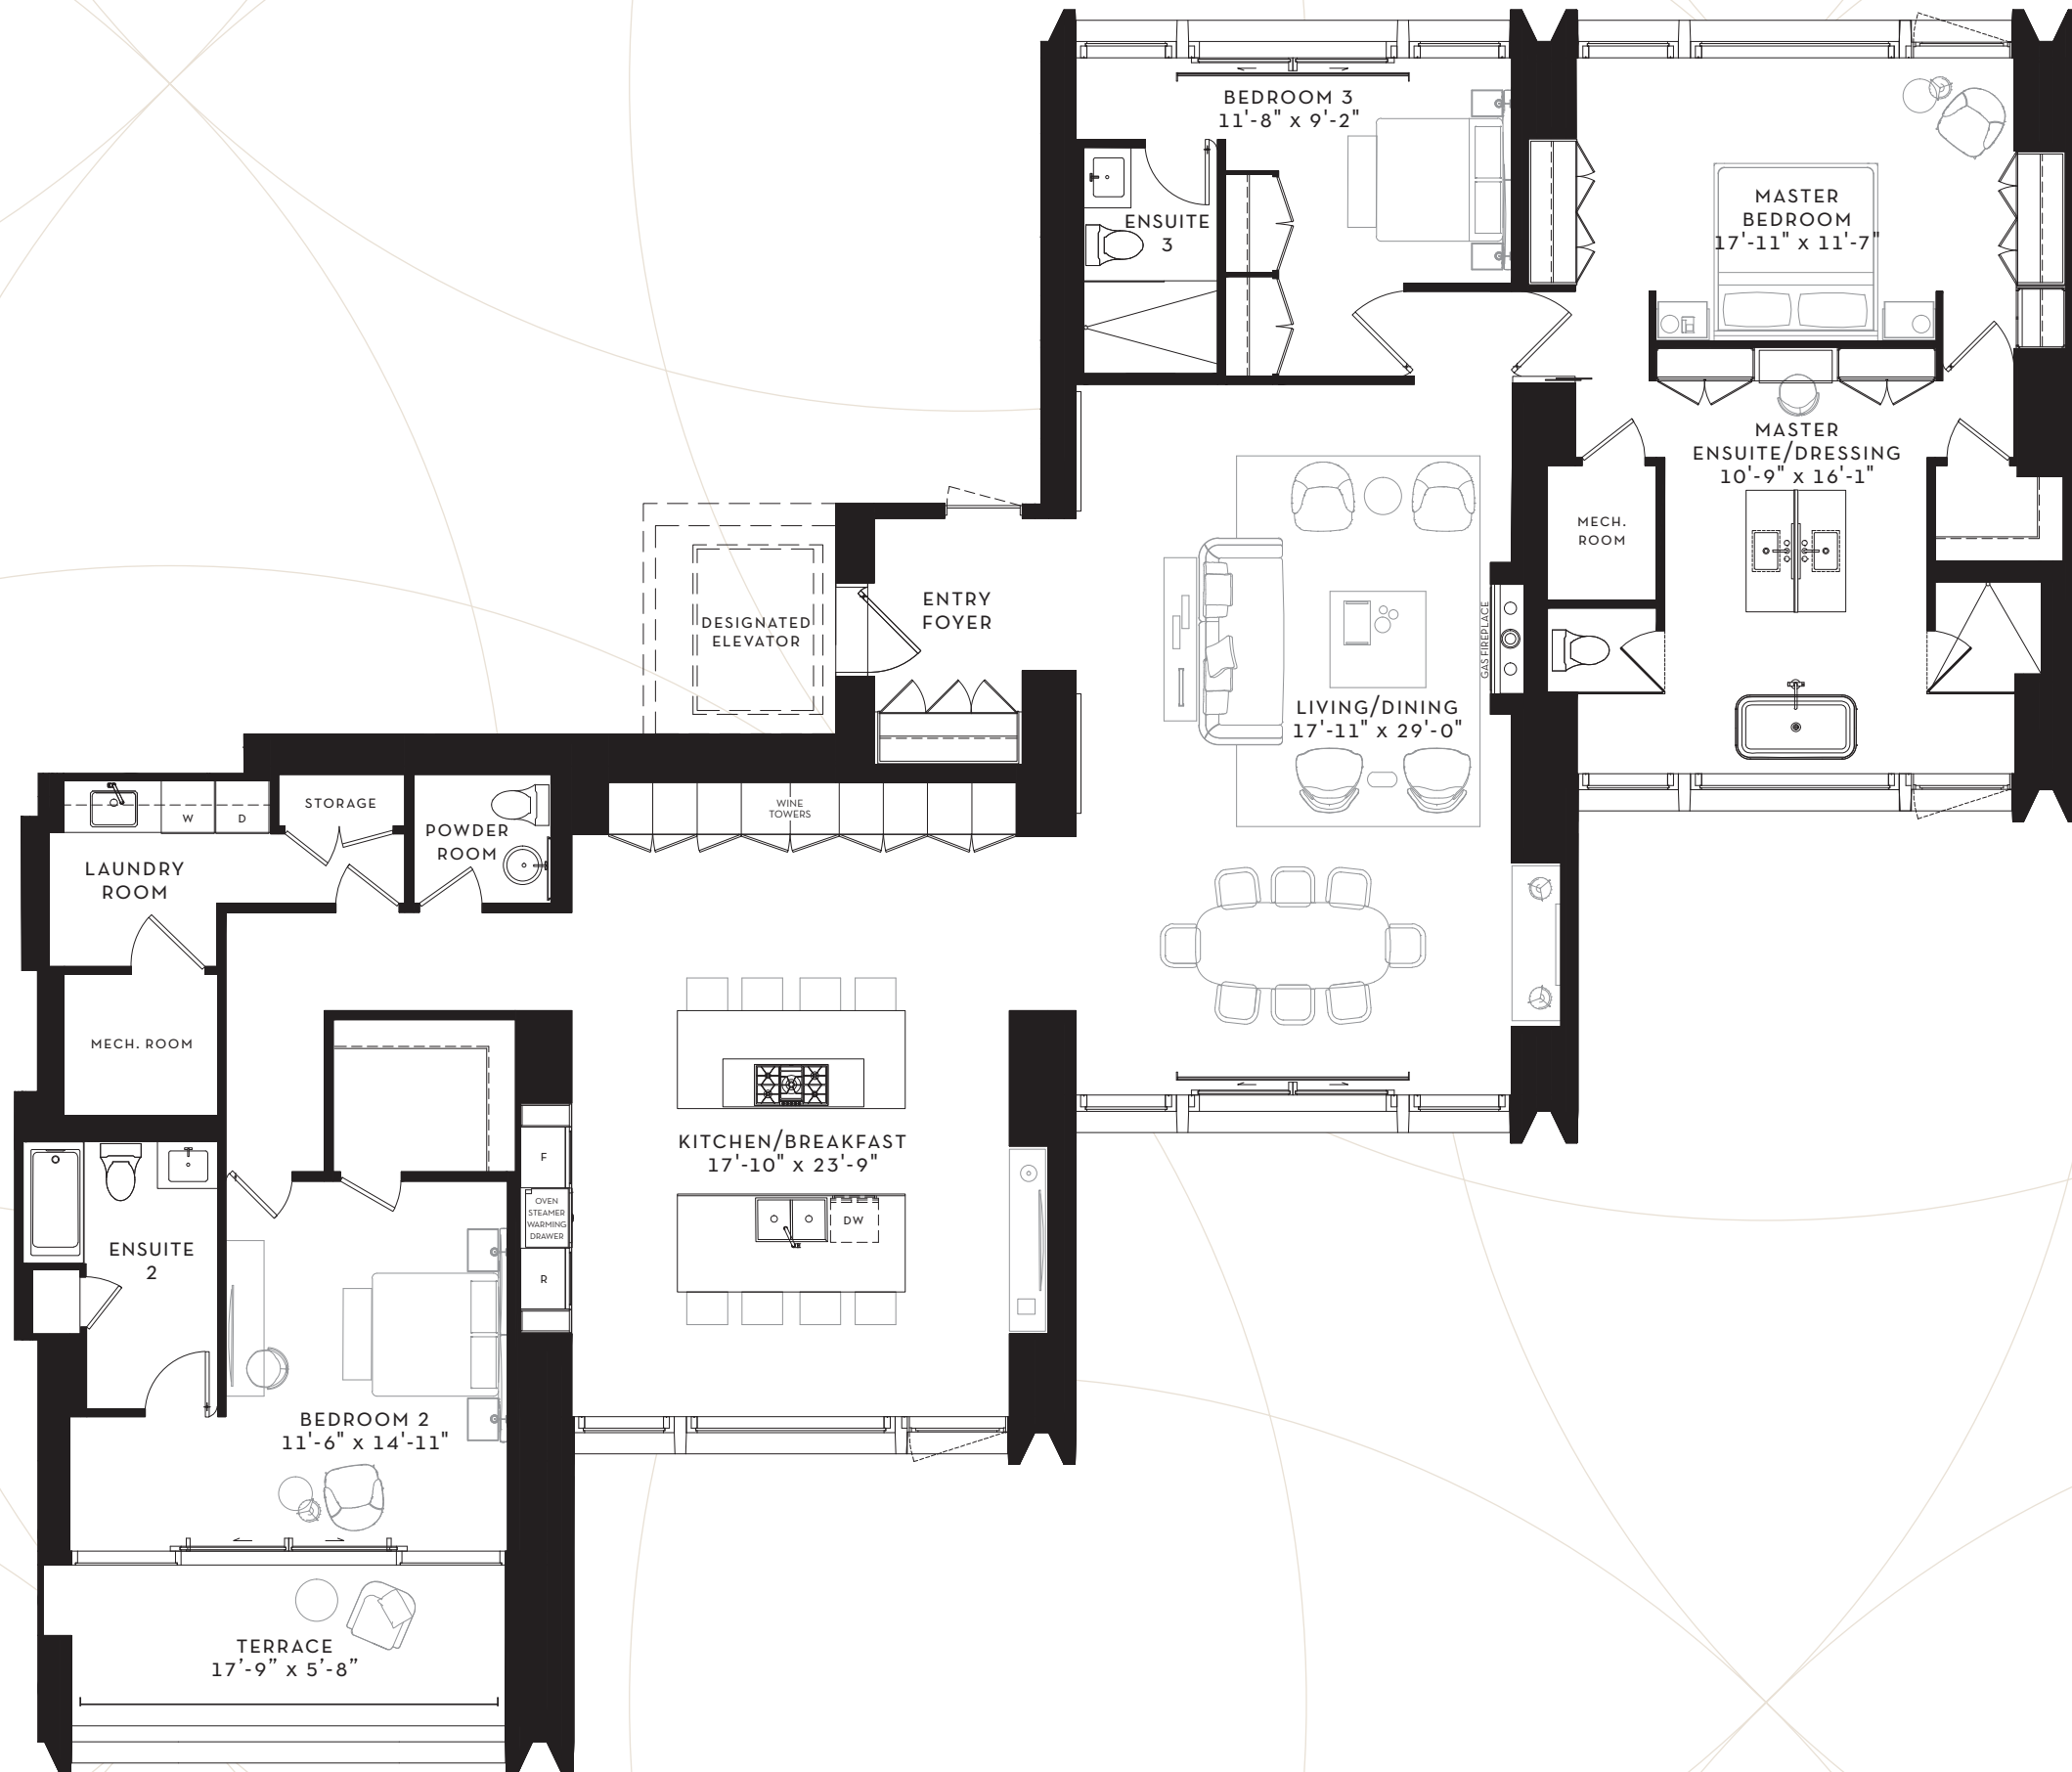 BEDROOM 3
11'-8" x 9'-2"
ENSUITE
3
MASTER
BEDROOM
17'-11" x 11'-7"
MASTER
ENSUITE/DRESSING
10'-9" x 16'-1"
MECH.
ROOM
ENTRY
FOYER
DESIGNATED
ELEVATOR
GAS FIREPLACE
LIVING/DINING
17'-11" x 29'-0"
WINE
TOWERS
STORAGE
W
D
POWDER
ROOM
LAUNDRY
ROOM
MECH. ROOM
KITCHEN/BREAKFAST
17'-10" x 23'-9"
F
OVEN
STEAMER
WARMING
DRAWER
R
DW
ENSUITE
2
BEDROOM 2
11'-6" x 14'-11"
TERRACE
17'-9” x 5'-8”